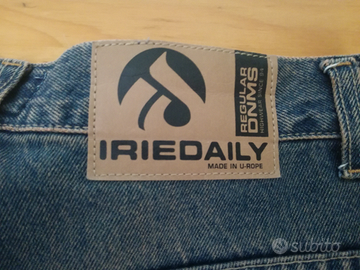 REGULAR
DNMS
IRIEDAILY
MADE IN U-ROPE
subito